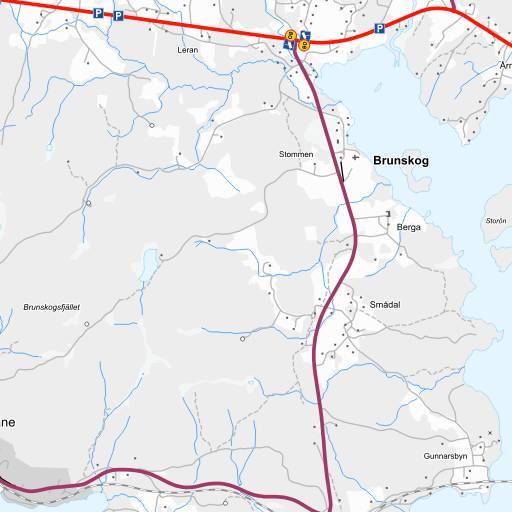 P P
P
Leran
Stommen
Brunskog
Storön
Berga
Brunskogsfjället
Smådal
Gunnarsbyn